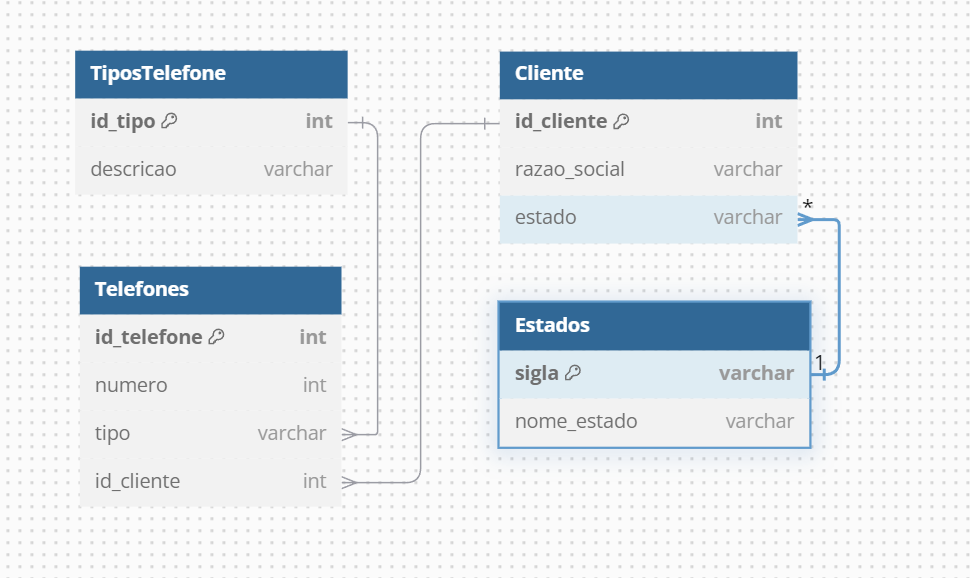 TiposTelefone
id_tipo int
descricao varchar
Telefones
id_telefone int
numero int
tipo varchar
id_cliente int
Cliente
id_cliente int
razao_social varchar
estado varchar
*
Estados
1
sigla varchar
nome_estado varchar